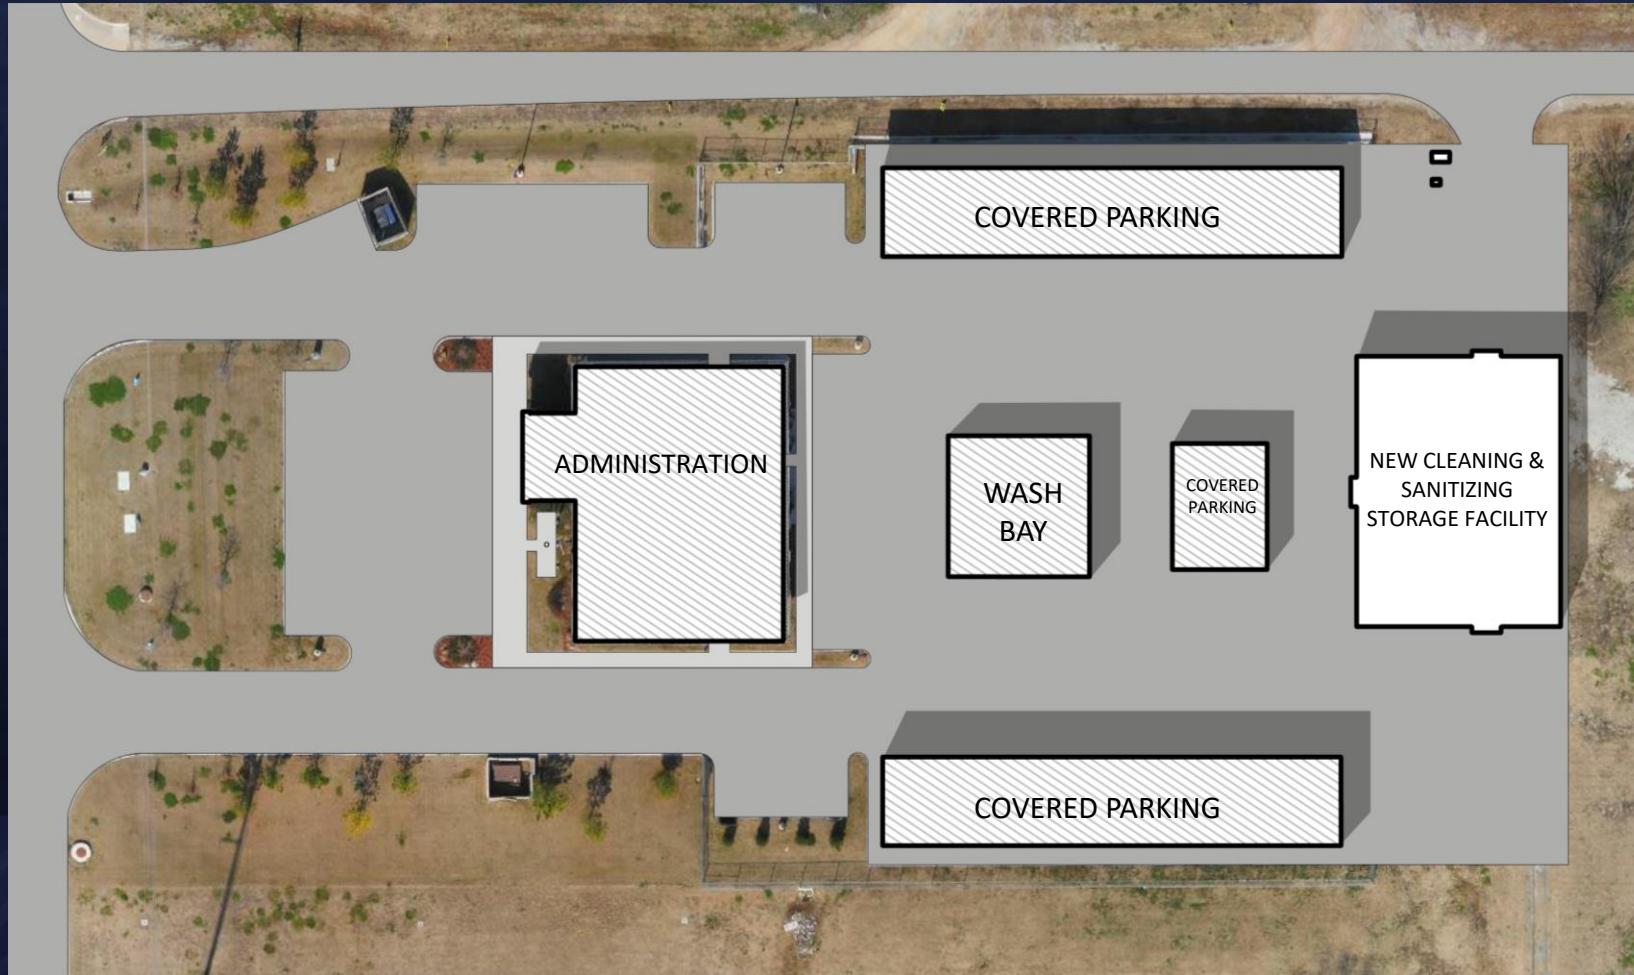 COVERED PARKING
ADMINISTRATION
WASH
BAY
COVERED
PARKING
NEW CLEANING &
SANITIZING
STORAGE FACILITY
COVERED PARKING